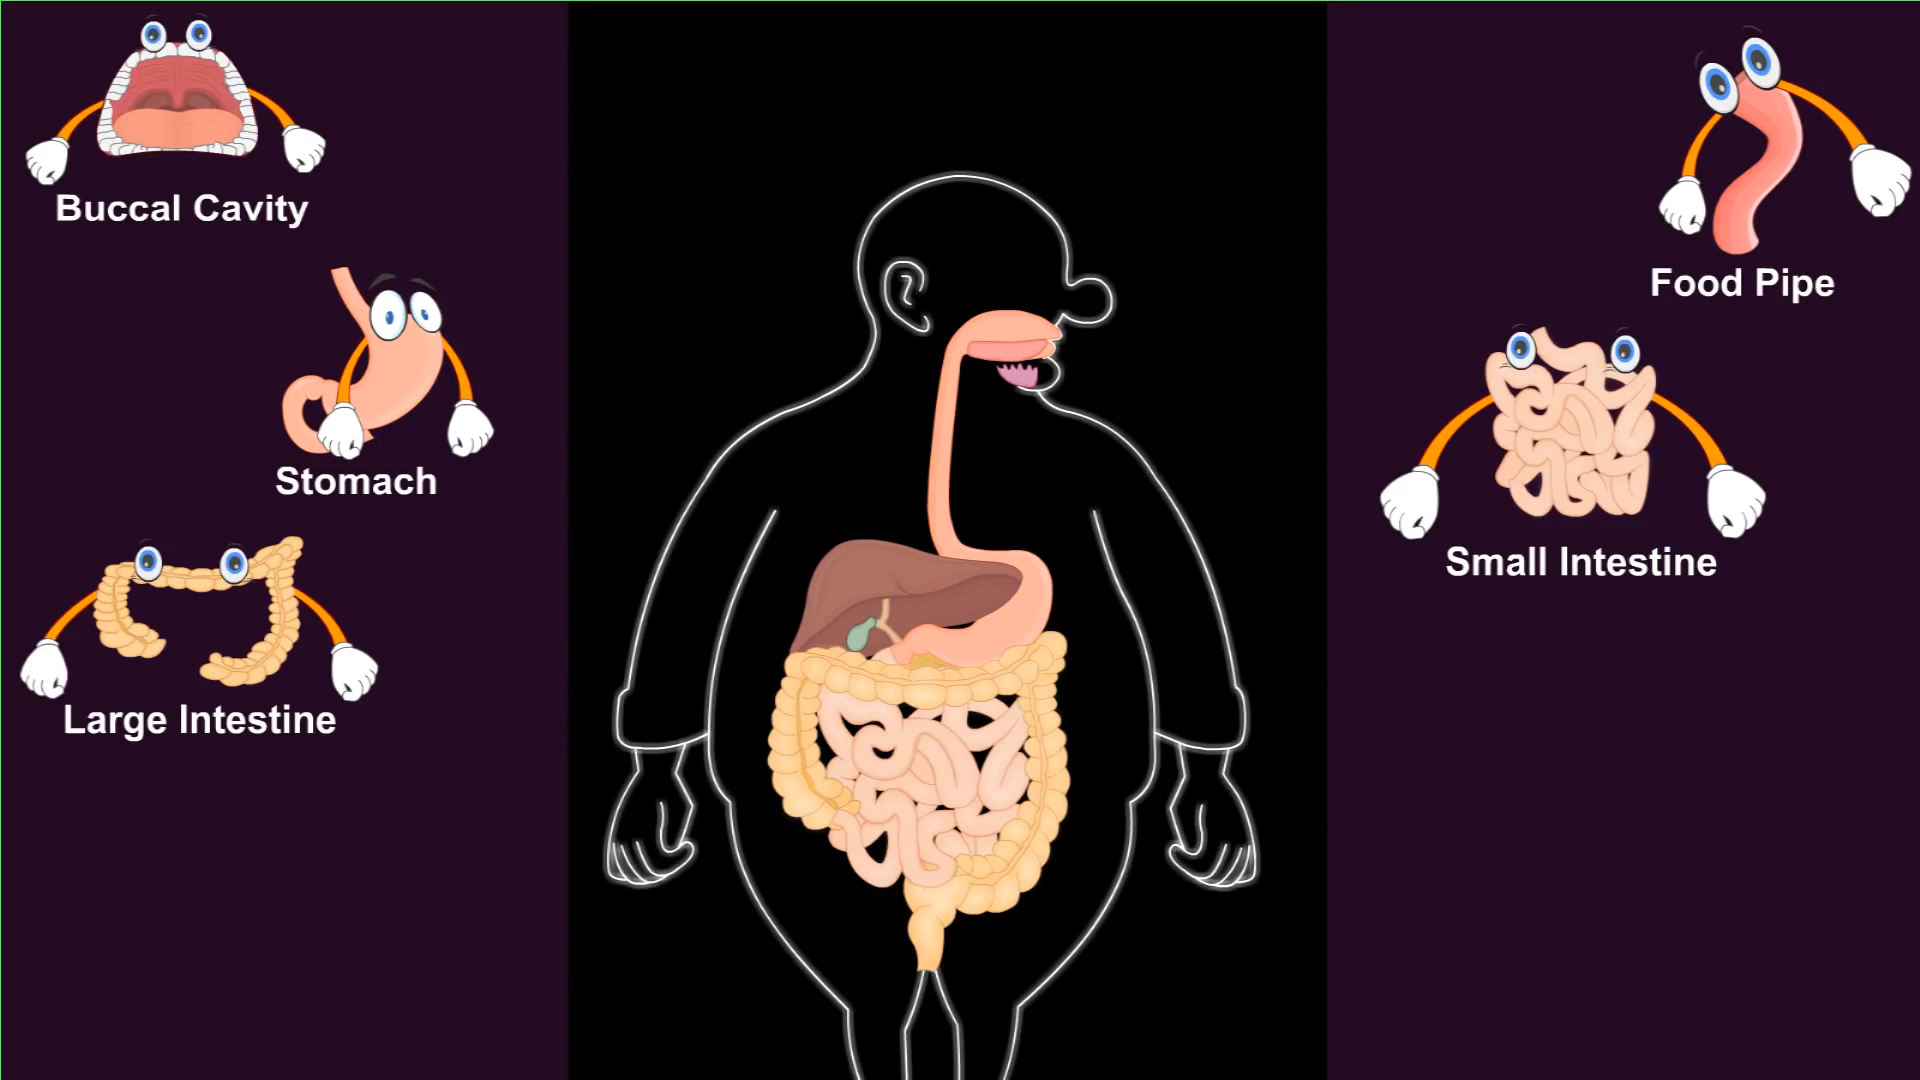 Buccal Cavity
Stomach
Large Intestine
Food Pipe
Small Intestine